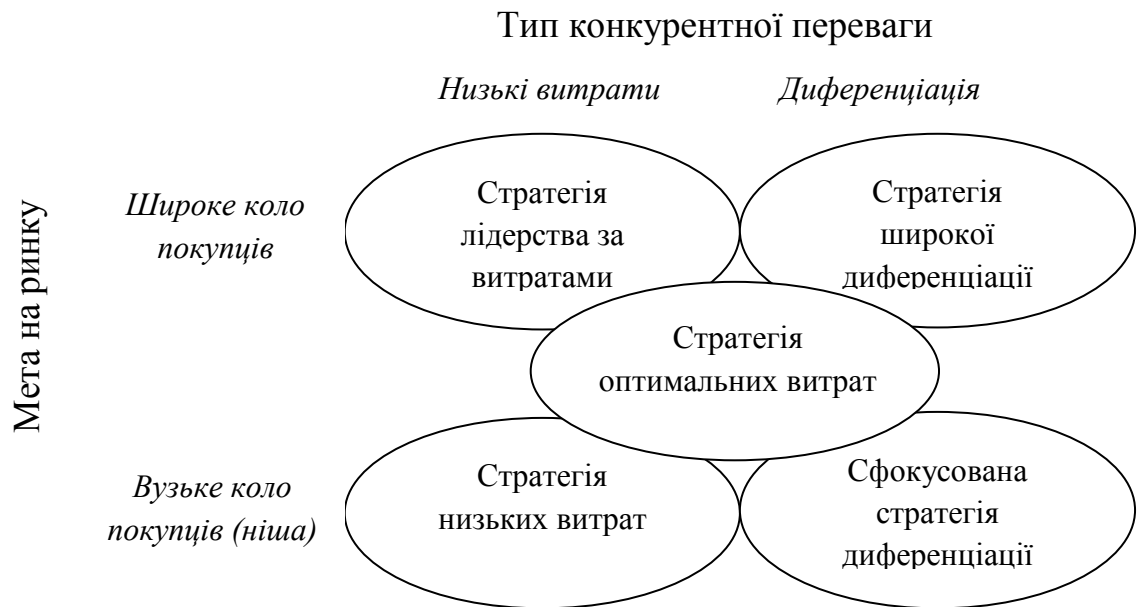 Тип конкурентної переваги
Низькі витрати
Диференціація
Мета на ринку
Широке коло
покупців
Стратегія
лідерства за
витратами
Стратегія
широкої
диференціації
Стратегія
оптимальних витрат
Вузьке коло
покупців (ніша)
Стратегія
низьких витрат
Сфокусована
стратегія
диференціації